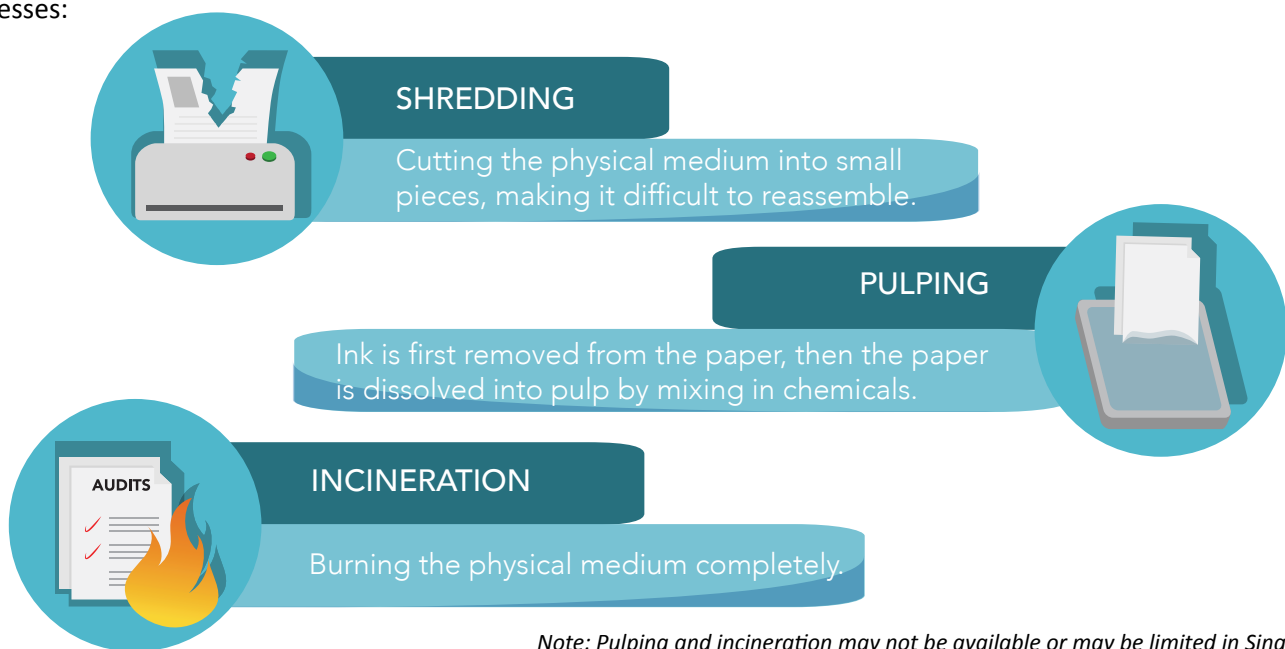 esses:
SHREDDING
Cutting the physical medium into small
pieces, making it difficult to reassemble.
PULPING
Ink is first removed from the paper, then the paper
is dissolved into pulp by mixing in chemicals.
AUDITS
INCINERATION
Burning the physical medium completely.
Note: Pulping and incineration may not be available or may be limited in Sing